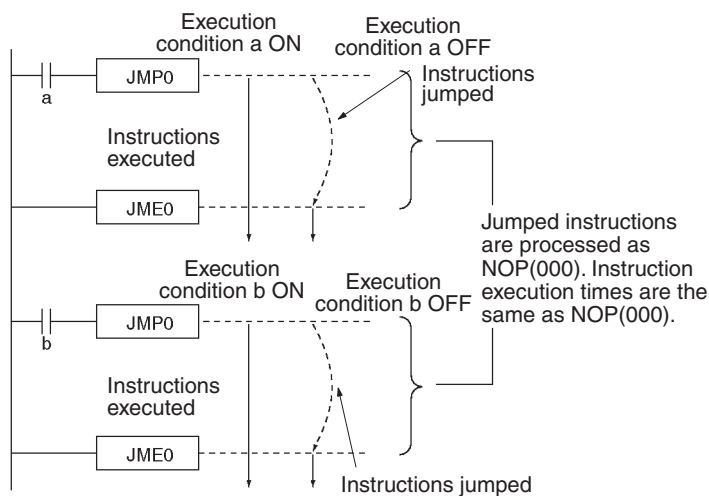 Execution
condition a ON
Execution
condition a OFF
Instructions
jumped
JMP0
a
Instructions
executed
JME0
Jumped instructions
are processed as
NOP(000). Instruction
execution times are the
same as NOP(000).
Execution
condition b ON
Execution
condition b OFF
JMP0
b
Instructions
executed
JME0
Instructions jumped